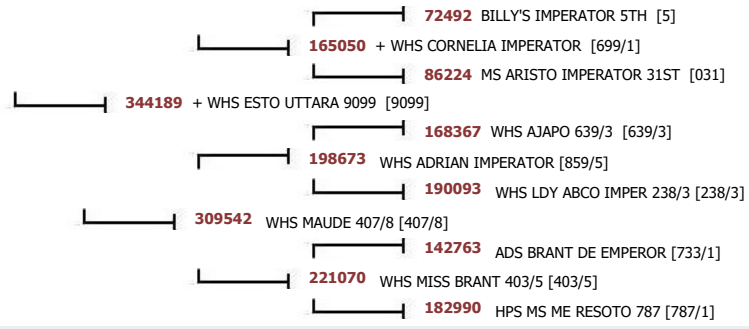 72492 BILLY'S IMPERATOR 5TH [5]
165050 + WHS CORNELIA IMPERATOR [699/1]
86224 MS ARISTO IMPERATOR 31ST [031]
344189 + WHS ESTO UTTARA 9099 [9099]
168367 WHS AJAPO 639/3 [639/3]
198673 WHS ADRIAN IMPERATOR [859/5]
190093 WHS LDY ABCO IMPER 238/3 [238/3]
309542 WHS MAUDE 407/8 [407/8]
142763 ADS BRANT DE EMPEROR [733/1]
221070 WHS MISS BRANT 403/5 [403/5]
182990 HPS MS ME RESOTO 787 [787/1]